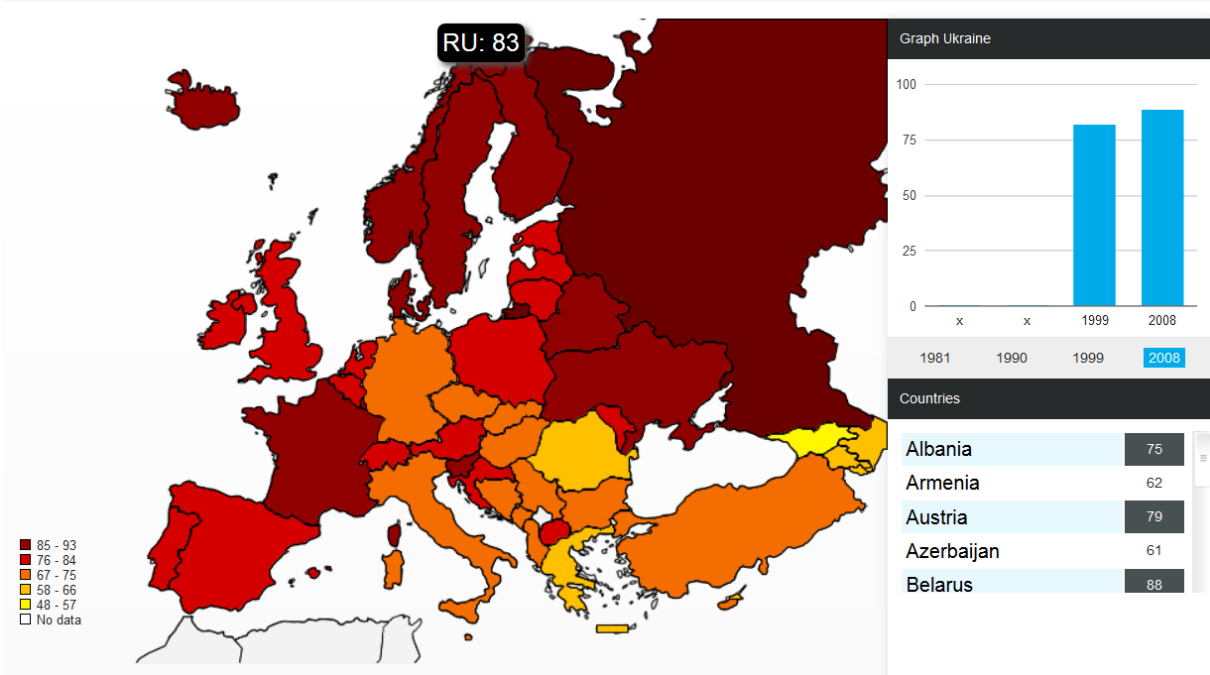 RU: 83
85 - 93
76 - 84
67 - 75
58 - 66
48 - 57
No data
Graph Ukraine
100
75
50
25
0
x x 1999 2008
1981 1990 1999 2008
Countries
Albania 75
Armenia 62
Austria 79
Azerbaijan 61
Belarus 88